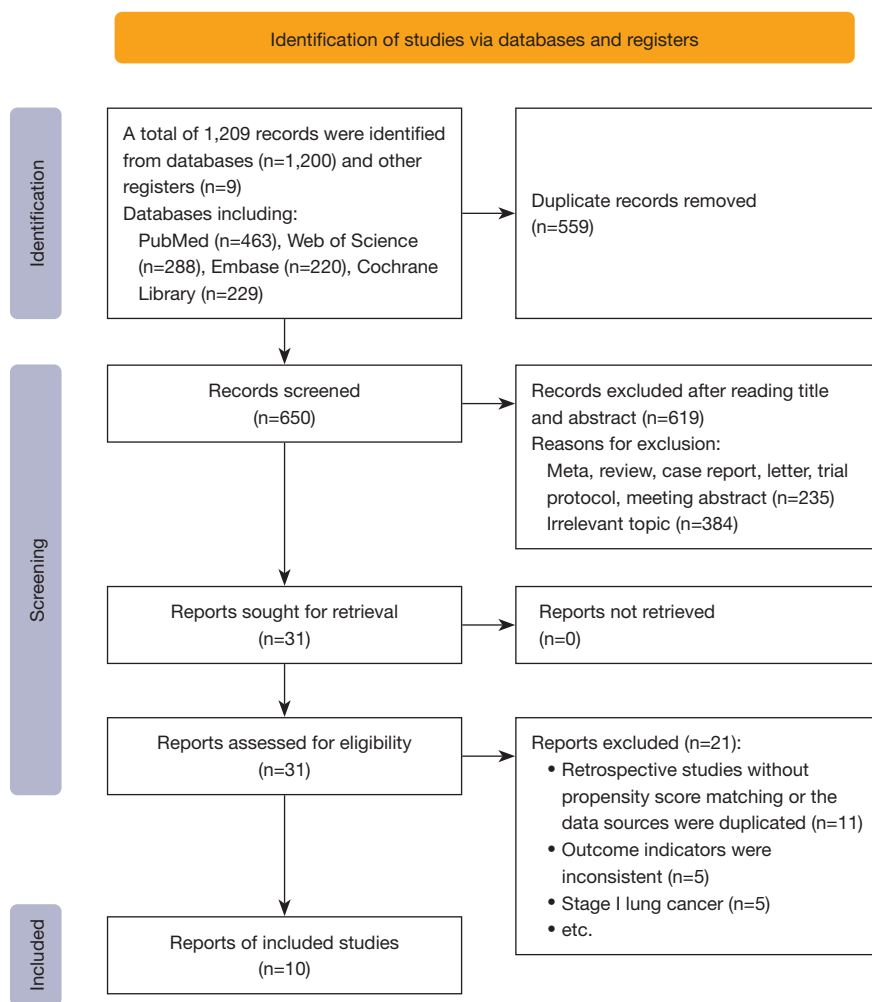 Identification of studies via databases and registers
Identification
A total of 1,209 records were identified
from databases (n=1,200) and other
registers (n=9)
Databases including:
PubMed (n=463), Web of Science
(n=288), Embase (n=220), Cochrane
Library (n=229)
Duplicate records removed
(n=559)
Screening
Records screened
(n=650)
Records excluded after reading title
and abstract (n=619)
Reasons for exclusion:
Meta, review, case report, letter, trial
protocol, meeting abstract (n=235)
Irrelevant topic (n=384)
Reports sought for retrieval
(n=31)
Reports not retrieved
(n=0)
Reports assessed for eligibility
(n=31)
Reports excluded (n=21):
• Retrospective studies without
propensity score matching or the
data sources were duplicated (n=11)
• Outcome indicators were
inconsistent (n=5)
• Stage I lung cancer (n=5)
• etc.
Included
Reports of included studies
(n=10)